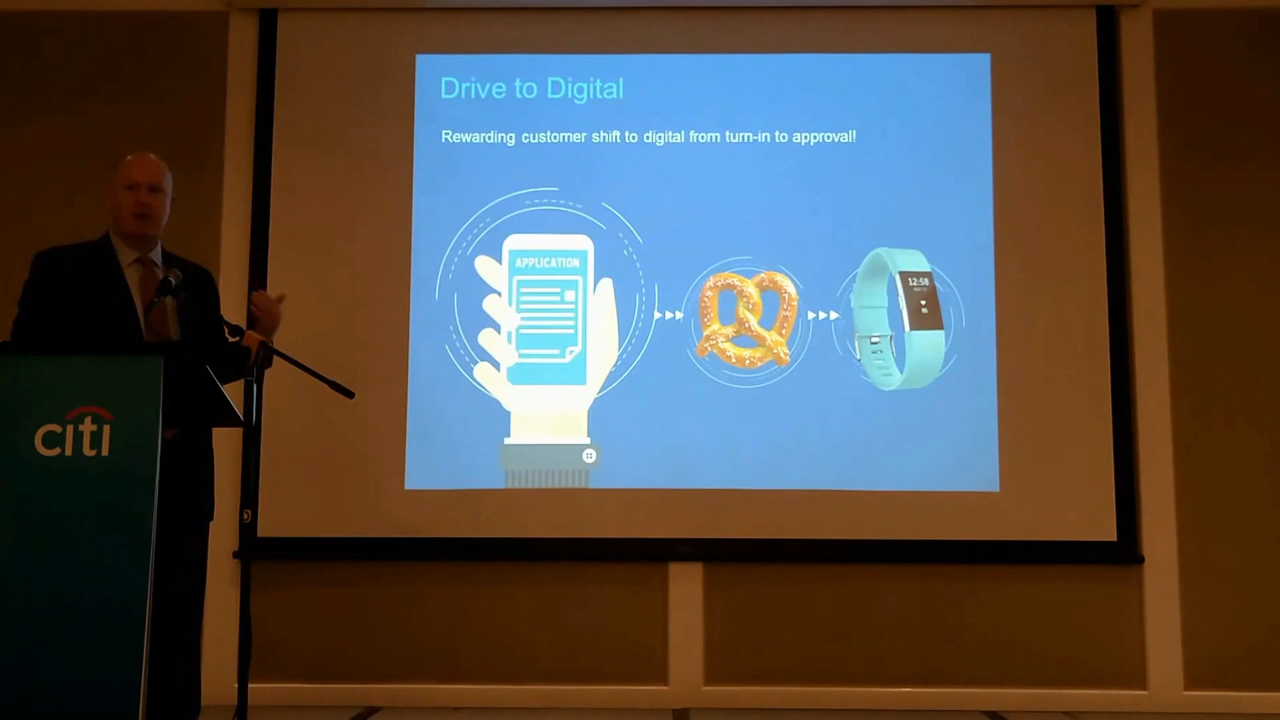 Drive to Digital
Rewarding customer shift to digital from turn-in to approval!
APPLICATION
12:58
citi